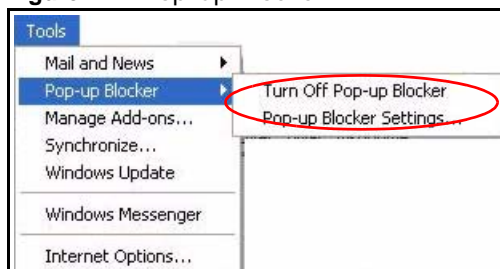 Tools
Mail and News
Pop-up Blocker
Turn Off Pop-up Blocker
Manage Add-ons...
Pop-up Blocker Settings...
Synchronize...
Windows Update
Windows Messenger
Internet Options...